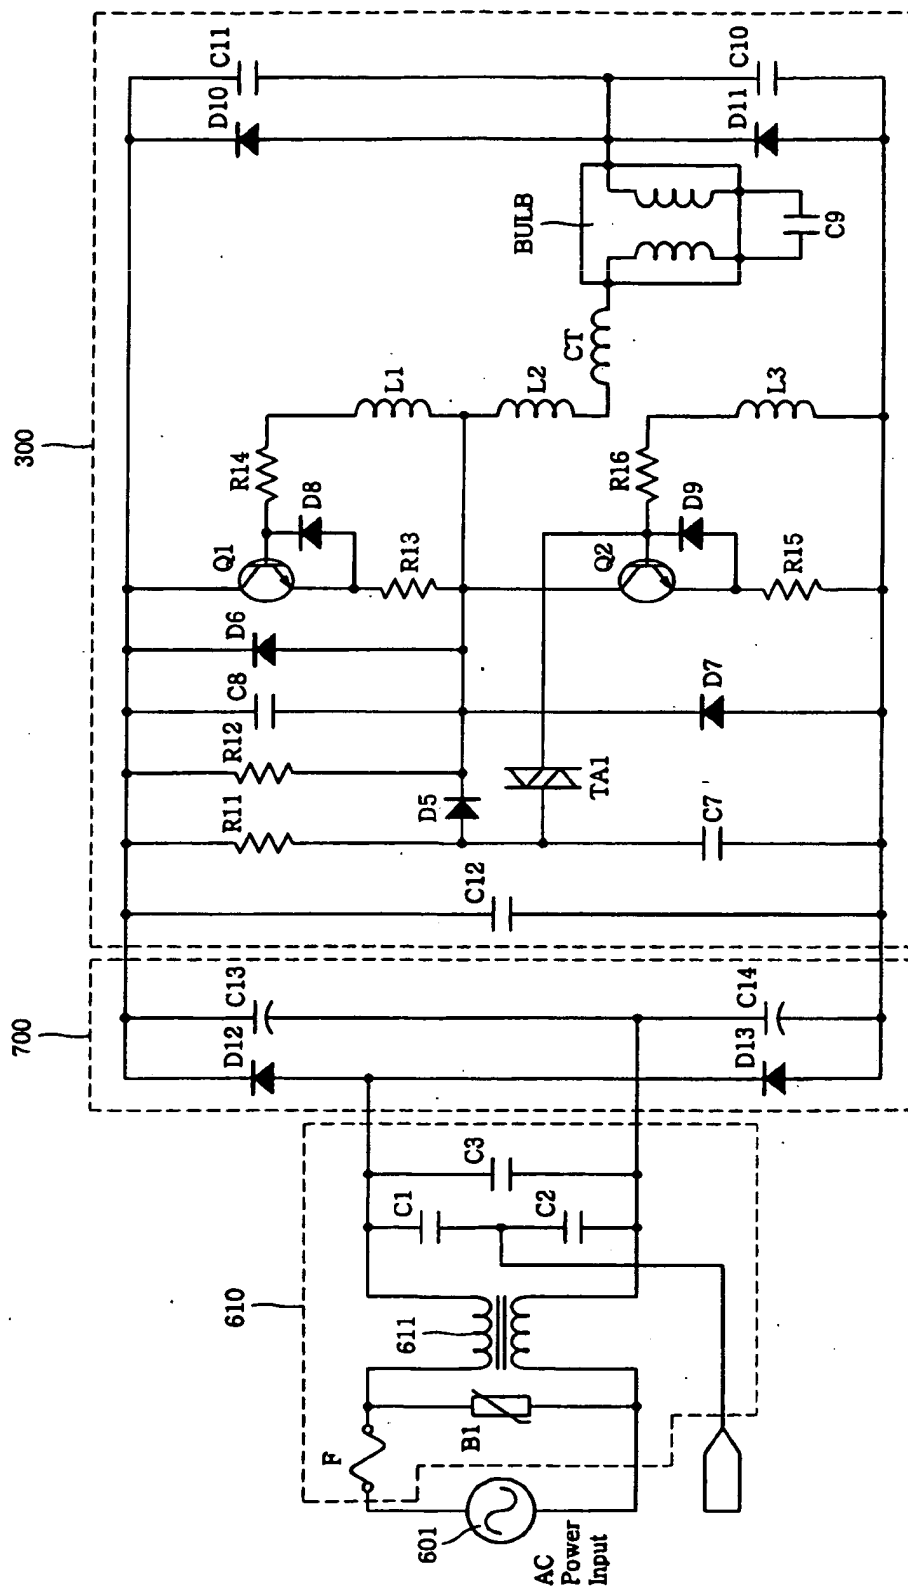 610
700
300
601
AC
Power
Input
F
B1
611
C1
C2
C3
D12
D13
C13
C14
C12
R11
R12
C8
D6
D5
TA1
C7
D7
Q1
D8
R14
R13
L1
L2
CT
Q2
D9
R16
R15
L3
BULB
C9
D10
C11
D11
C10